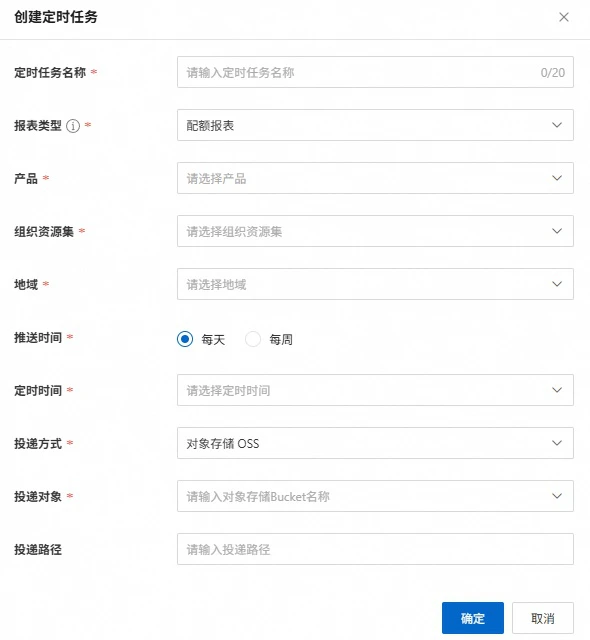 创建定时任务
定时任务名称 * 请输入定时任务名称 0/20
报表类型 * 配额报表
产品 * 请选择产品
组织资源集 * 请选择组织资源集
地域 * 请选择地域
推送时间 * 每天 每周
定时时间 * 请选择定时时间
投递方式 * 对象存储 OSS
投递对象 * 请输入对象存储Bucket名称
投递路径 请输入投递路径
确定 取消